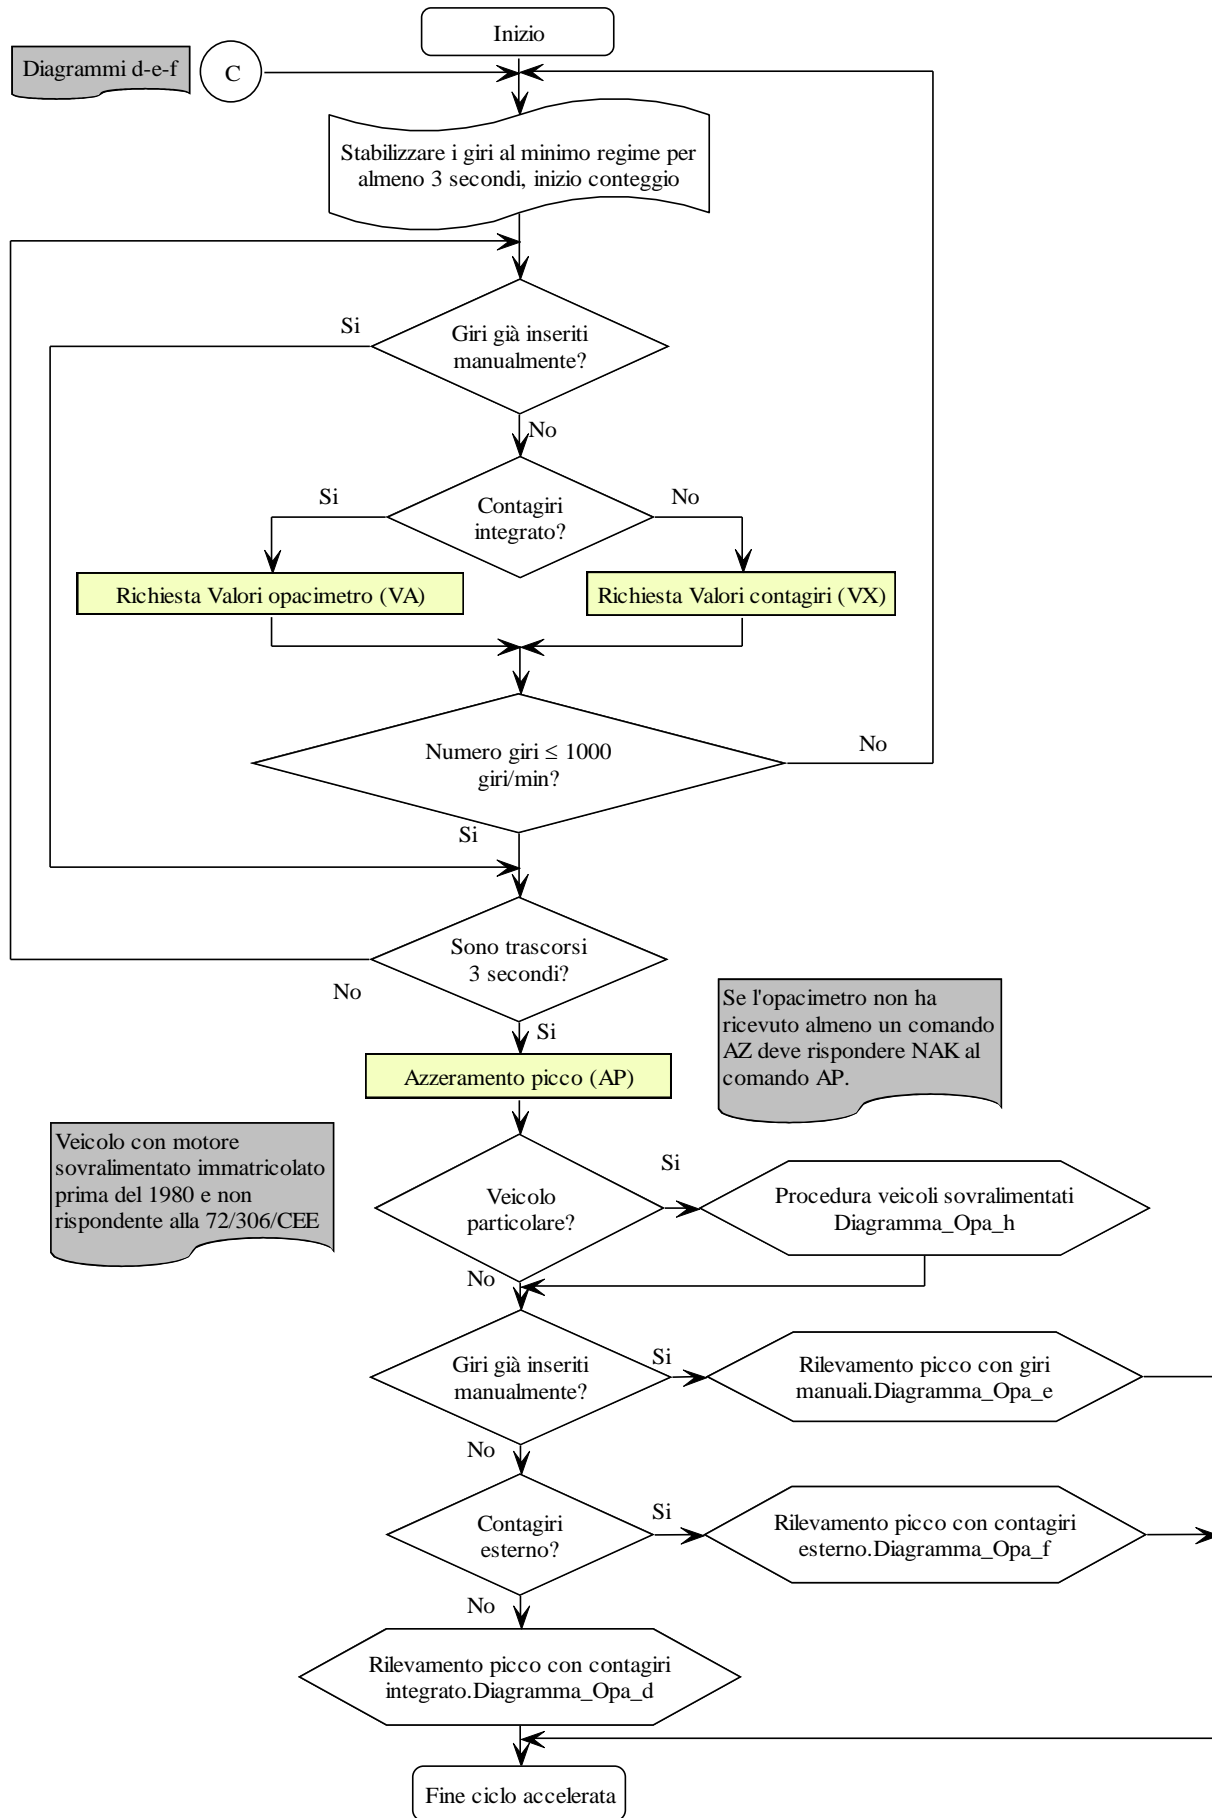 Inizio
Diagrammi d-e-f
C
Stabilizzare i giri al minimo regime per
almeno 3 secondi, inizio conteggio
Si
Giri già inseriti
manualmente?
No
Si
Contagiri
integrato?
No
Richiesta Valori opacimetro (VA)
Richiesta Valori contagiri (VX)
Numero giri ≤ 1000
giri/min?
No
Si
Sono trascorsi
3 secondi?
No
Si
Se l'opacimetro non ha
ricevuto almeno un comando
AZ deve rispondere NAK al
comando AP.
Azzeramento picco (AP)
Veicolo con motore
sovralimentato immatricolato
prima del 1980 e non
rispondente alla 72/306/CEE
Veicolo
particolare?
Si
Procedura veicoli sovralimentati
Diagramma_Opa_h
No
Giri già inseriti
manualmente?
Si
Rilevamento picco con giri
manuali.Diagramma_Opa_e
No
Contagiri
esterno?
Si
Rilevamento picco con contagiri
esterno.Diagramma_Opa_f
No
Rilevamento picco con contagiri
integrato.Diagramma_Opa_d
Fine ciclo accelerata